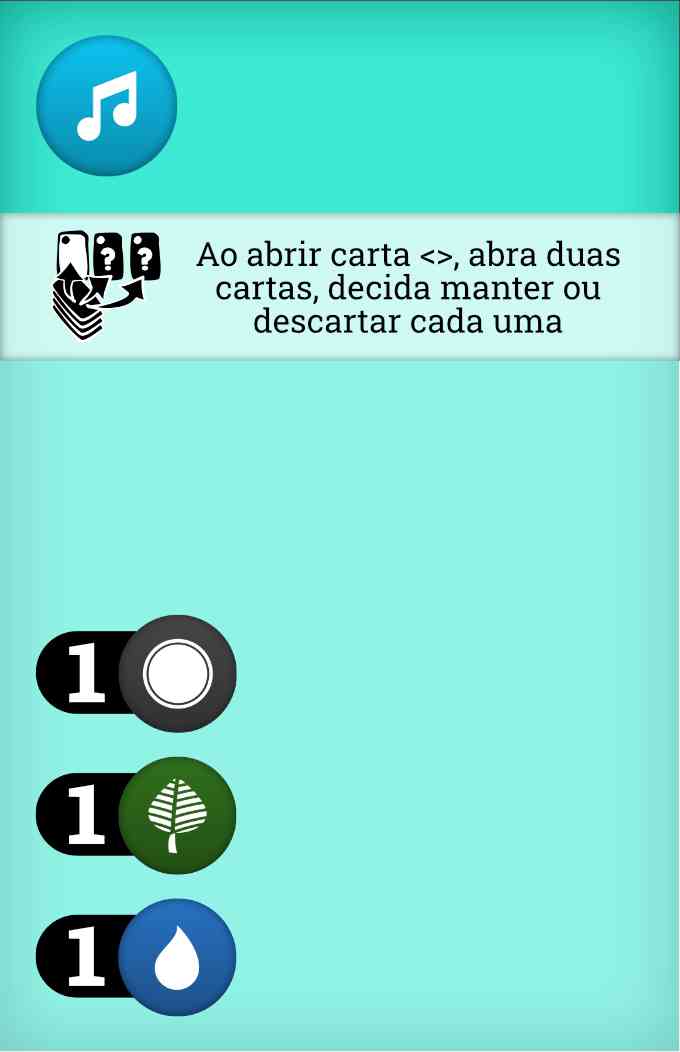 ? ?
Ao abrir carta <>, abra duas
cartas, decida manter ou
descartar cada uma
1
1
1